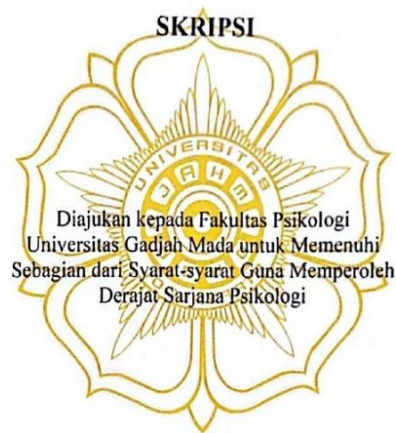 SKRIPSI
UNIVERSITAS
Diajukan kepada Fakultas Psikologi
Universitas Gadjah Mada untuk Memenuhi
Sebagian dari Syarat-syarat Guna Memperoleh
Derajat Sarjana Psikologi